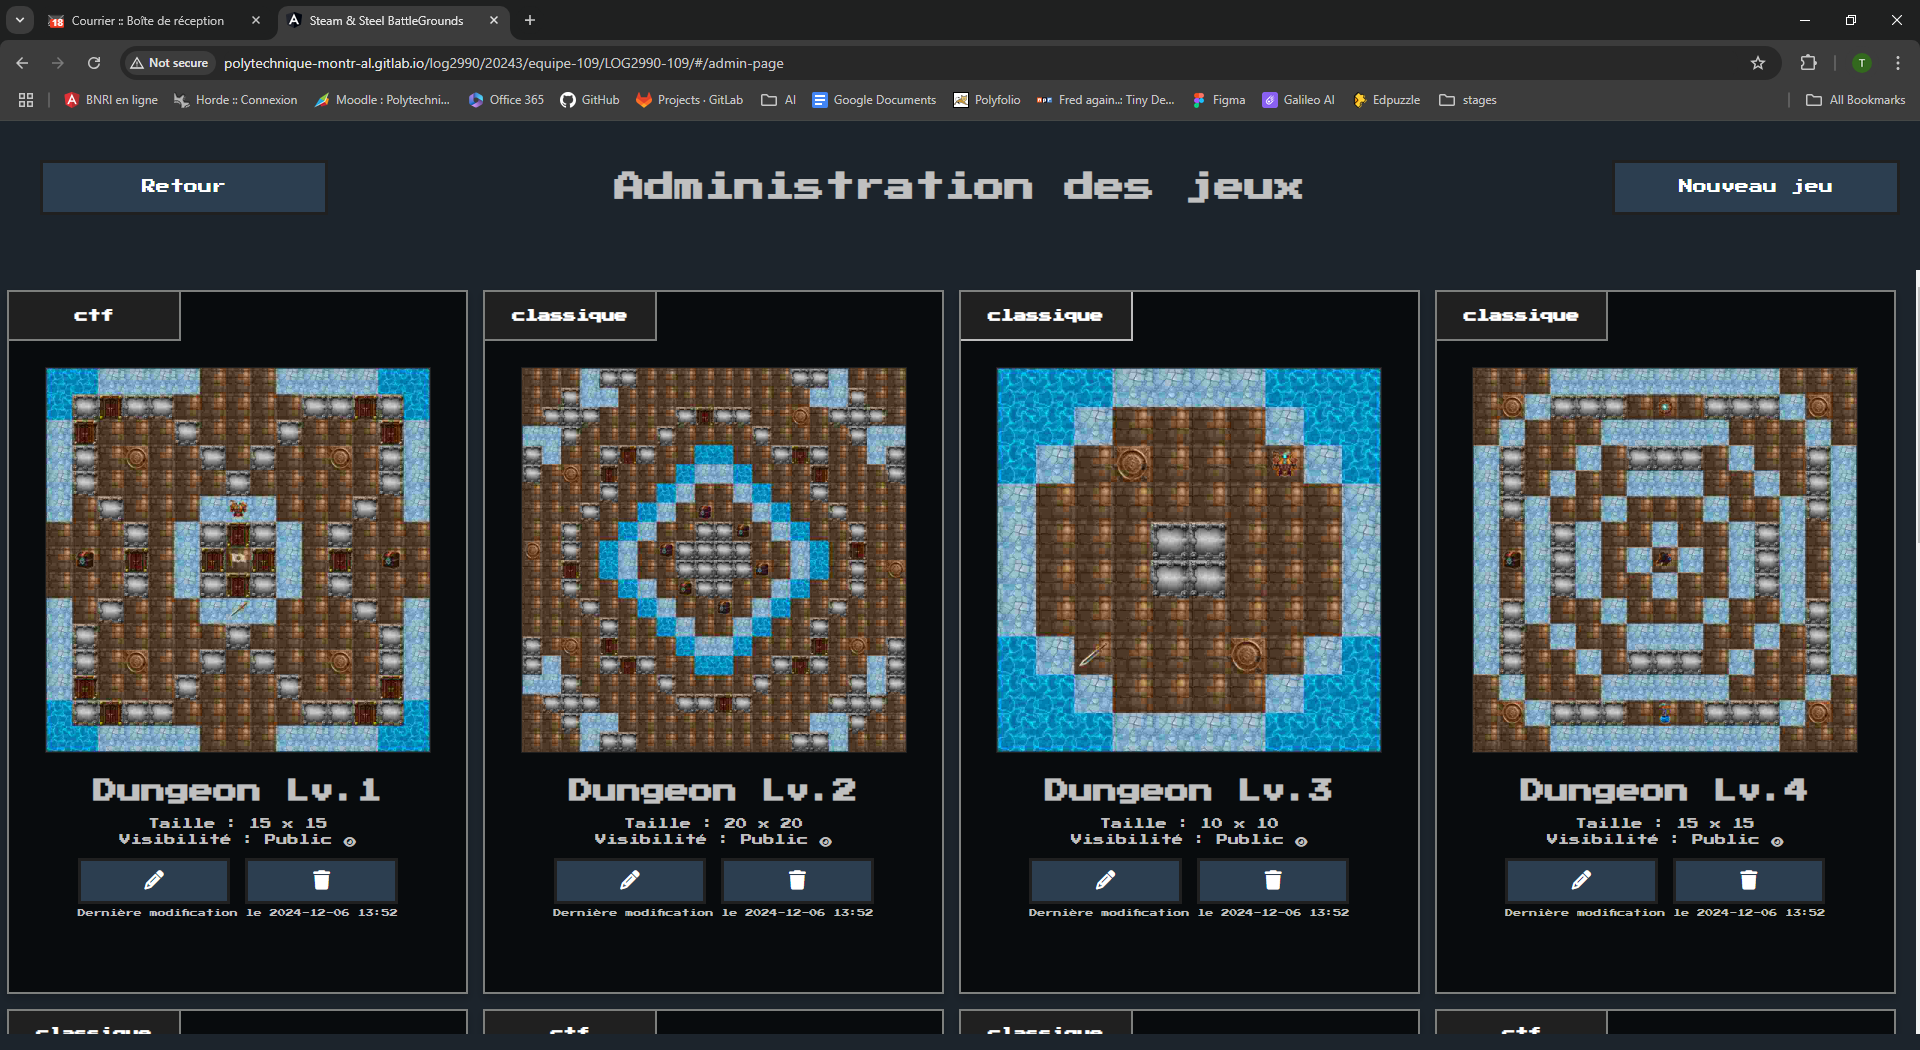 Courrier :: Boîte de réception
Steam & Steel BattleGrounds
Not secure
polytechnique-montr-al.gitlab.io/log2990/20243/equipe-109/LOG2990-109/#/admin-page
T
BNRI en ligne
Horde :: Connexion
Moodle : Polytechni...
Office 365
GitHub
Projects · GitLab
AI
Google Documents
Polyfolio
Fred again..: Tiny De...
Figma
Galileo AI
Edpuzzle
stages
All Bookmarks
Retour
Administration des jeux
Nouveau jeu
ctf
classique
classique
classique
Dungeon Lv.1
Taille : 15 x 15
Visibilité : Public
Dernière modification le 2024-12-06 13:52
Dungeon Lv.2
Taille : 20 x 20
Visibilité : Public
Dernière modification le 2024-12-06 13:52
Dungeon Lv.3
Taille : 10 x 10
Visibilité : Public
Dernière modification le 2024-12-06 13:52
Dungeon Lv.4
Taille : 15 x 15
Visibilité : Public
Dernière modification le 2024-12-06 13:52
classique
ctf
classique
ctf